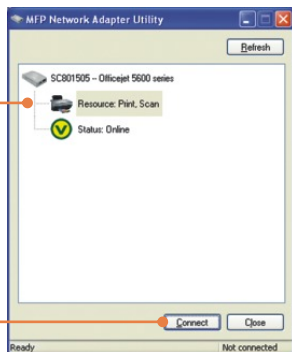 MFP Network Adapter Utility
Refresh
SC801505 – Officejet 5600 series
Resource: Print, Scan
Status: Online
Connect
Close
Ready
Not connected